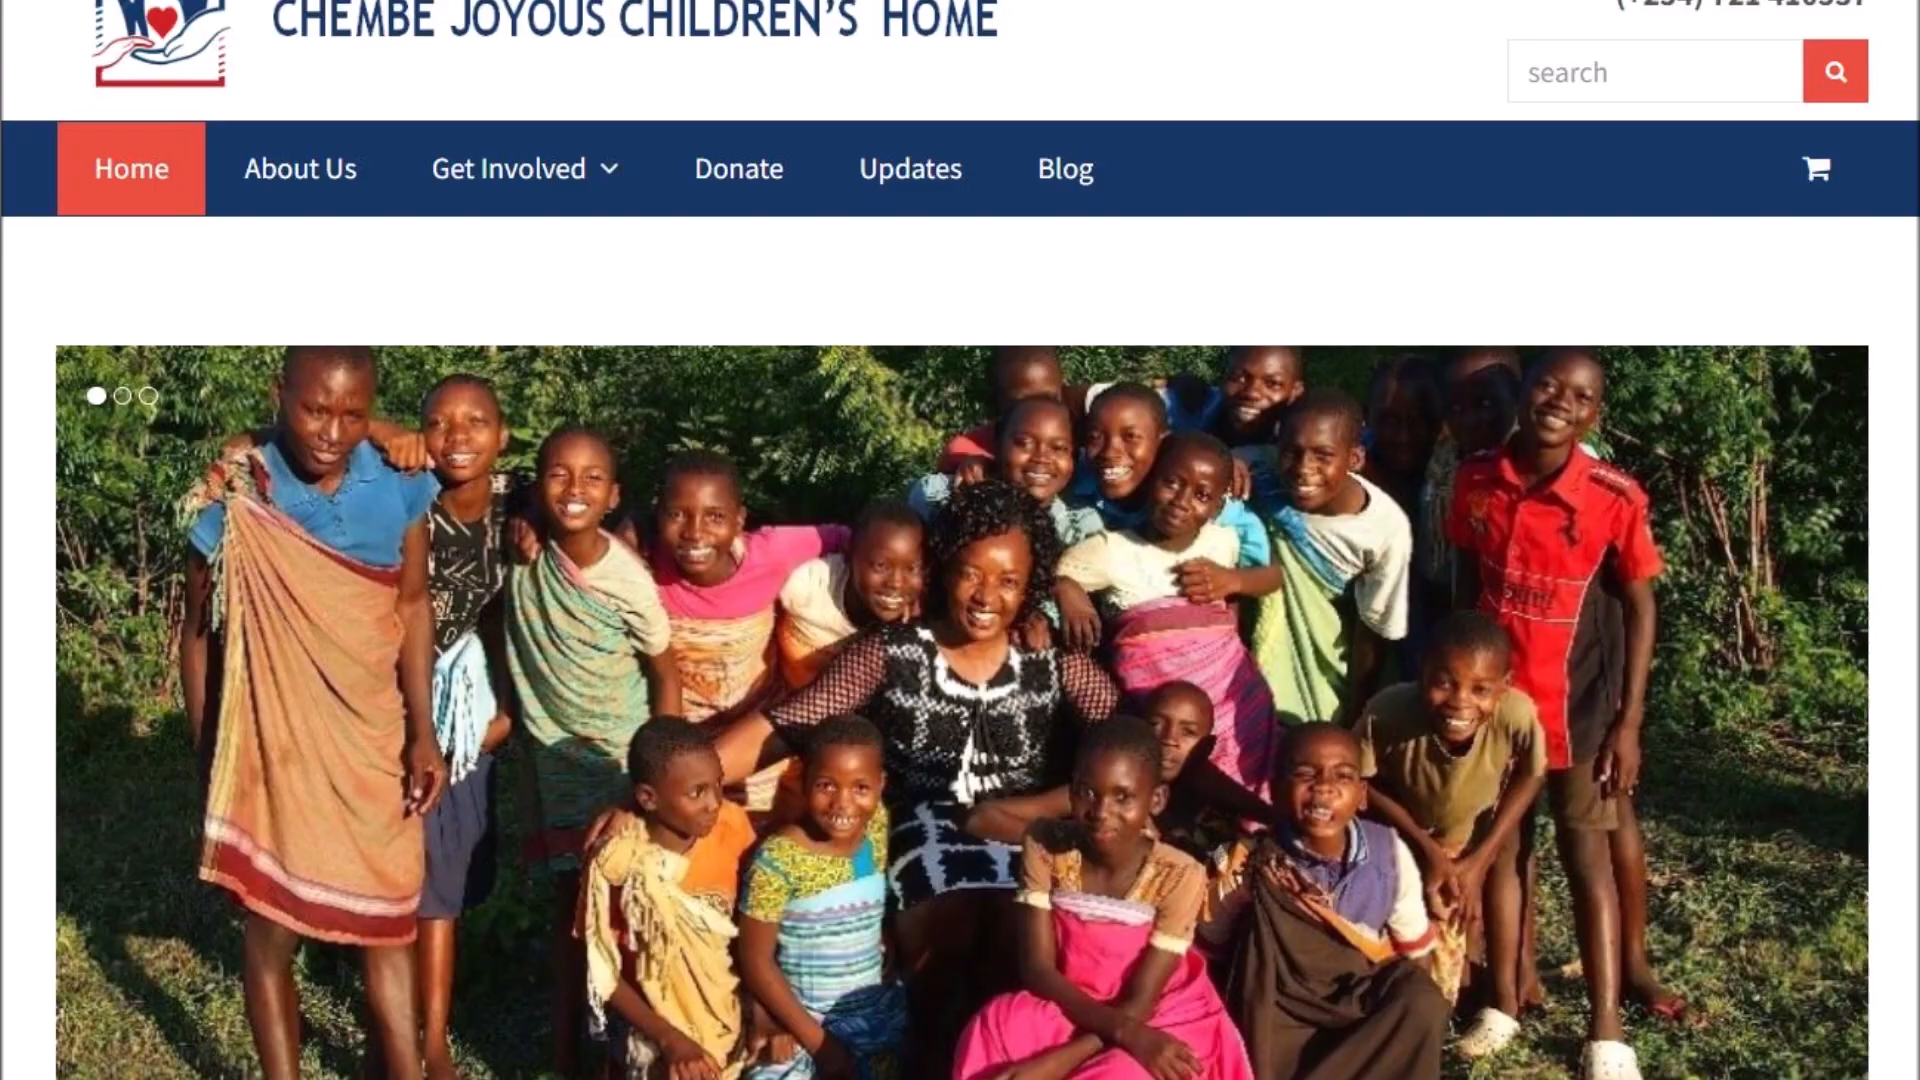 CHEMBE JOYOUS CHILDREN'S HOME
search
Home
About Us
Get Involved
Donate
Updates
Blog